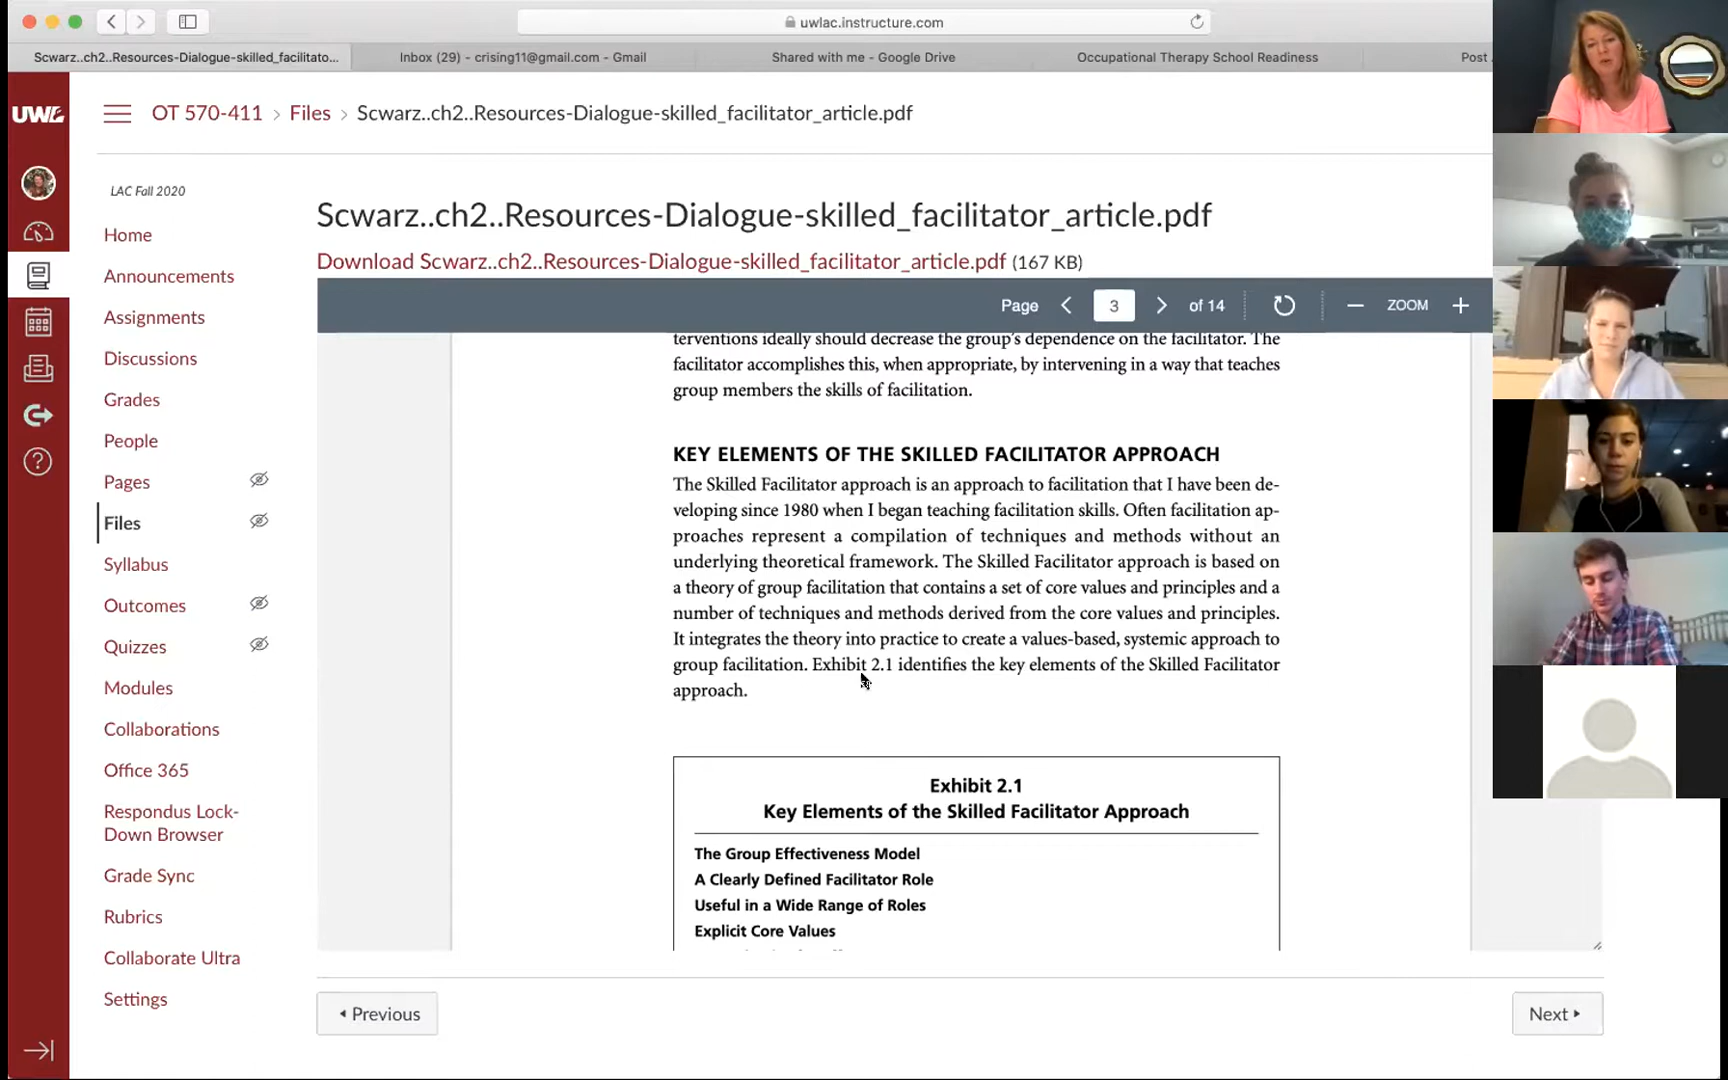 uwlac.instructure.com
Scwarz..ch2..Resources-Dialogue-skilled_facilitato...
Inbox (29) - crising11@gmail.com - Gmail
Shared with me - Google Drive
Occupational Therapy School Readiness
Post
UWL
OT 570-411 > Files > Scwarz..ch2..Resources-Dialogue-skilled_facilitator_article.pdf
LAC Fall 2020
Home
Announcements
Assignments
Discussions
Grades
People
Pages
Files
Syllabus
Outcomes
Quizzes
Modules
Collaborations
Office 365
Respondus Lock-
Down Browser
Grade Sync
Rubrics
Collaborate Ultra
Settings
Scwarz..ch2..Resources-Dialogue-skilled_facilitator_article.pdf
Download Scwarz..ch2..Resources-Dialogue-skilled_facilitator_article.pdf (167 KB)
Page 3 of 14 ZOOM
terventions ideally should decrease the group's dependence on the facilitator. The
facilitator accomplishes this, when appropriate, by intervening in a way that teaches
group members the skills of facilitation.
KEY ELEMENTS OF THE SKILLED FACILITATOR APPROACH
The Skilled Facilitator approach is an approach to facilitation that I have been de-
veloping since 1980 when I began teaching facilitation skills. Often facilitation ap-
proaches represent a compilation of techniques and methods without an
underlying theoretical framework. The Skilled Facilitator approach is based on
a theory of group facilitation that contains a set of core values and principles and a
number of techniques and methods derived from the core values and principles.
It integrates the theory into practice to create a values-based, systemic approach to
group facilitation. Exhibit 2.1 identifies the key elements of the Skilled Facilitator
approach.
Exhibit 2.1
Key Elements of the Skilled Facilitator Approach
The Group Effectiveness Model
A Clearly Defined Facilitator Role
Useful in a Wide Range of Roles
Explicit Core Values
Previous
Next